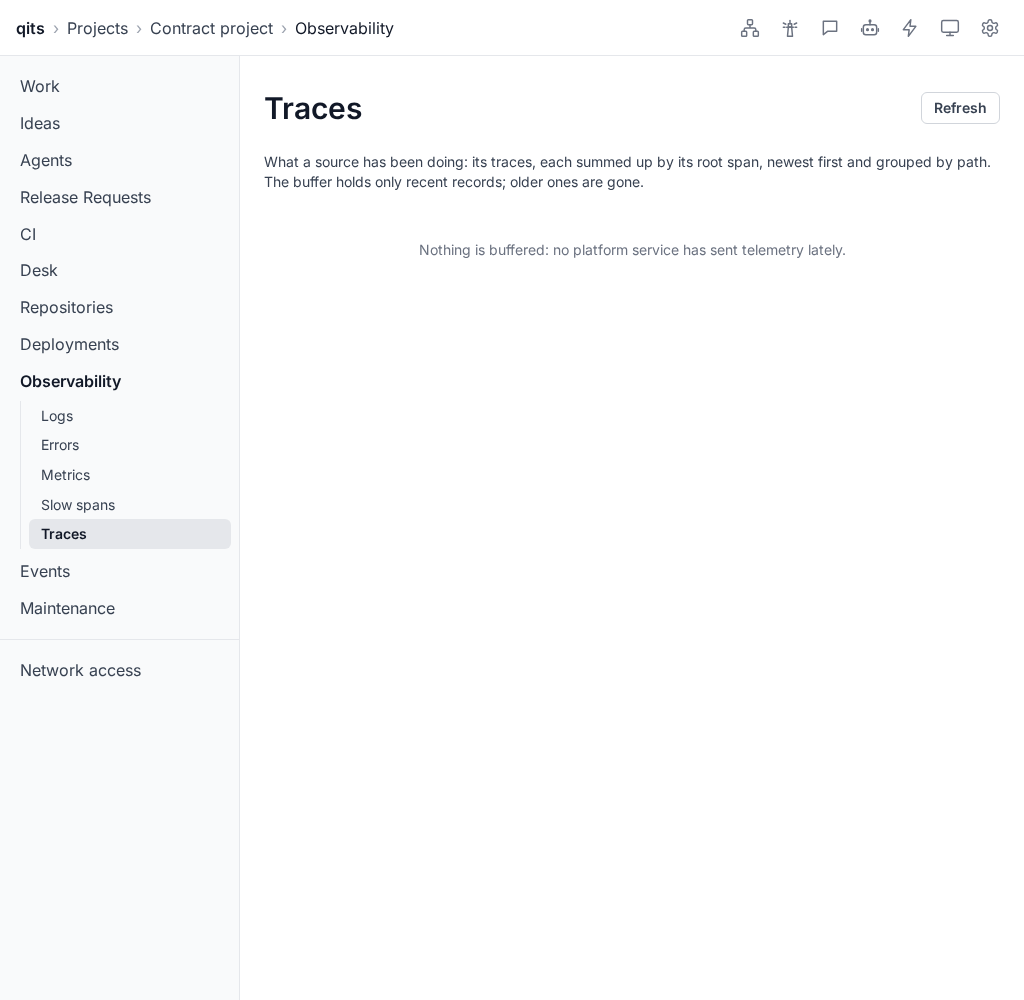 qits › Projects › Contract project › Observability
Work
Ideas
Agents
Release Requests
CI
Desk
Repositories
Deployments
Observability
Logs
Errors
Metrics
Slow spans
Traces
Events
Maintenance
Network access
Traces
Refresh
What a source has been doing: its traces, each summed up by its root span, newest first and grouped by path.
The buffer holds only recent records; older ones are gone.
Nothing is buffered: no platform service has sent telemetry lately.